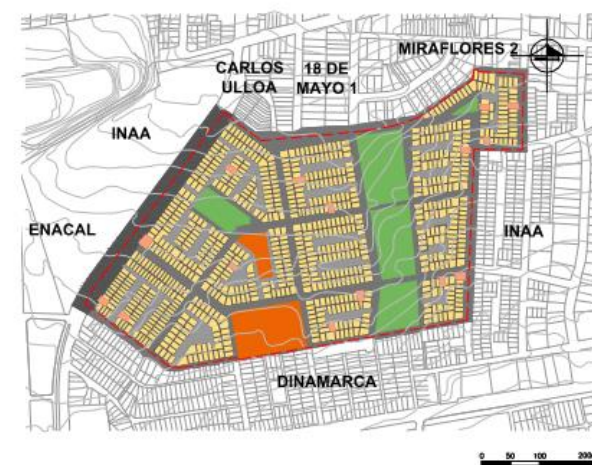 MIRAFLORES 2
CARLOS ULLOA
18 DE MAYO 1
INAA
ENACAL
INAA
DINAMARCA
0 50 100 200